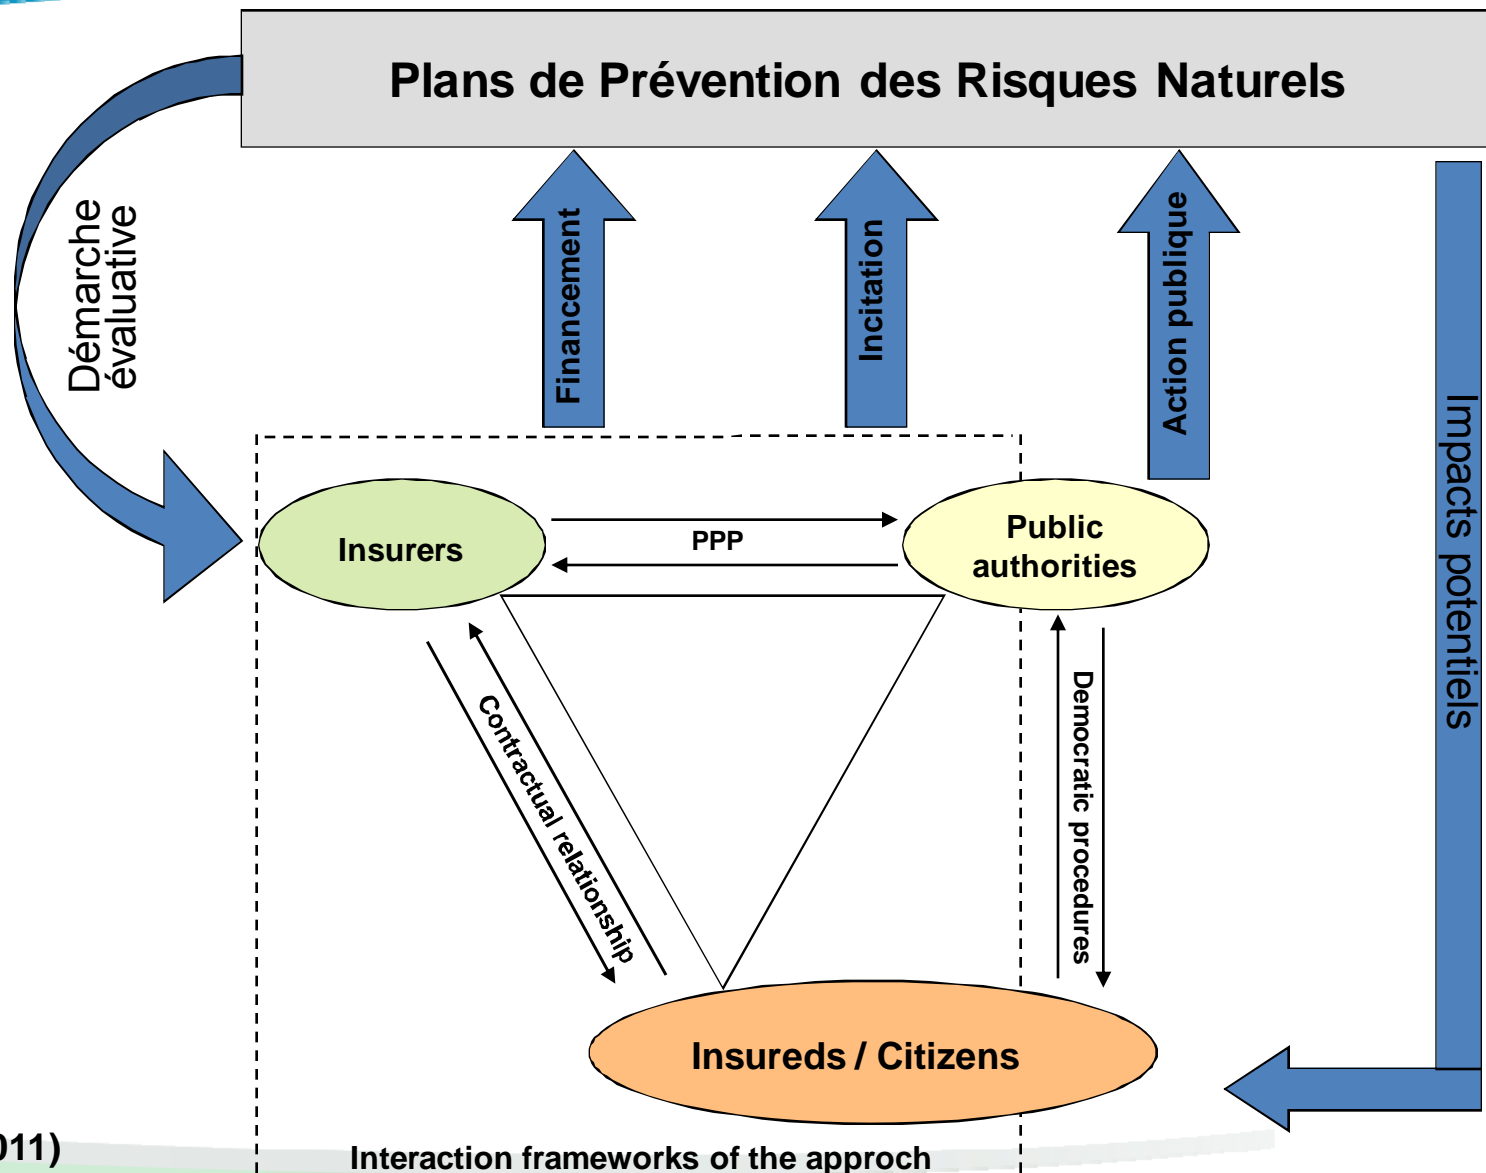 Plans de Prévention des Risques Naturels
Démarche
évaluative
Financement
Incitation
Action publique
Impacts potentiels
Insurers
PPP
Public
authorities
Contractual relationship
Democratic procedures
Insureds / Citizens
011)
Interaction frameworks of the approch